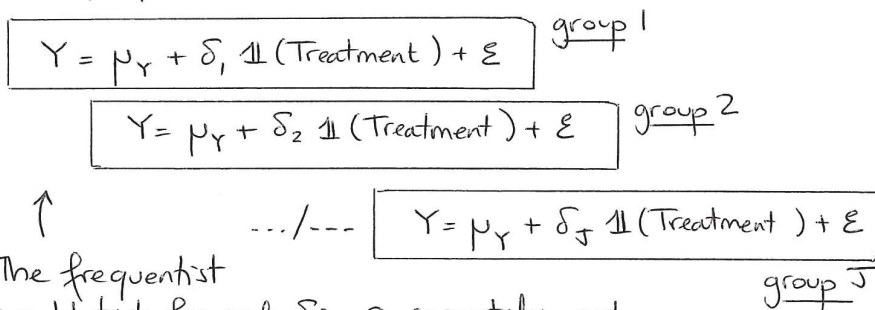 Y = μ_Y + δ_1 𝟙(Treatment) + ε group 1
Y = μ_Y + δ_2 𝟙(Treatment) + ε group 2
↑ .../--- Y = μ_Y + δ_J 𝟙(Treatment) + ε
The frequentist group J